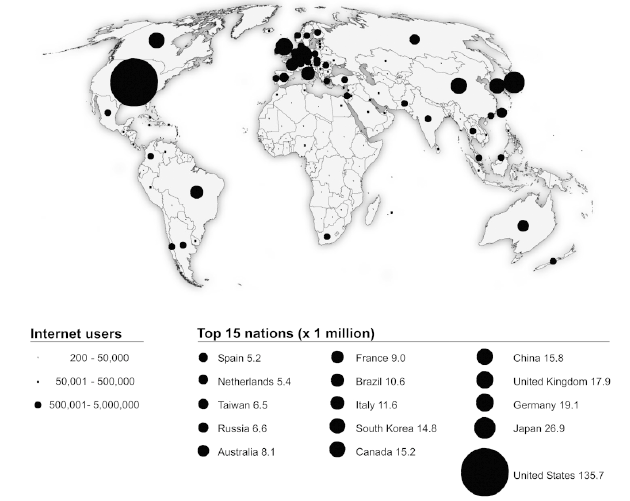 Internet users
200 - 50,000
50,001 - 500,000
500,001- 5,000,000
Top 15 nations (x 1 million)
Spain 5.2
Netherlands 5.4
Taiwan 6.5
Russia 6.6
Australia 8.1
France 9.0
Brazil 10.6
Italy 11.6
South Korea 14.8
Canada 15.2
China 15.8
United Kingdom 17.9
Germany 19.1
Japan 26.9
United States 135.7